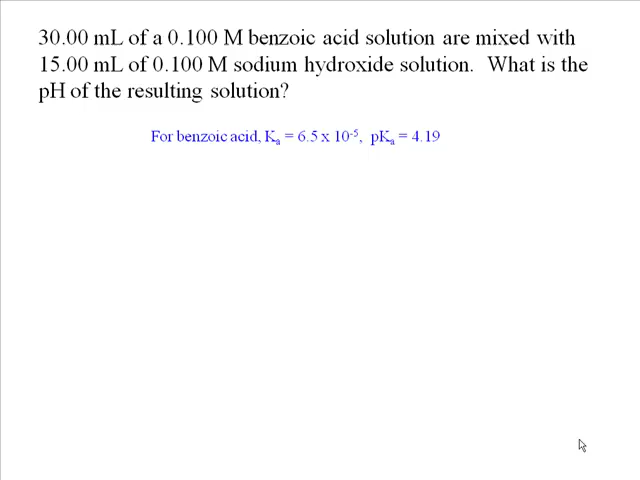 30.00 mL of a 0.100 M benzoic acid solution are mixed with
15.00 mL of 0.100 M sodium hydroxide solution.  What is the
pH of the resulting solution?
For benzoic acid, Kₐ = 6.5 x 10⁻⁵,  pKₐ = 4.19